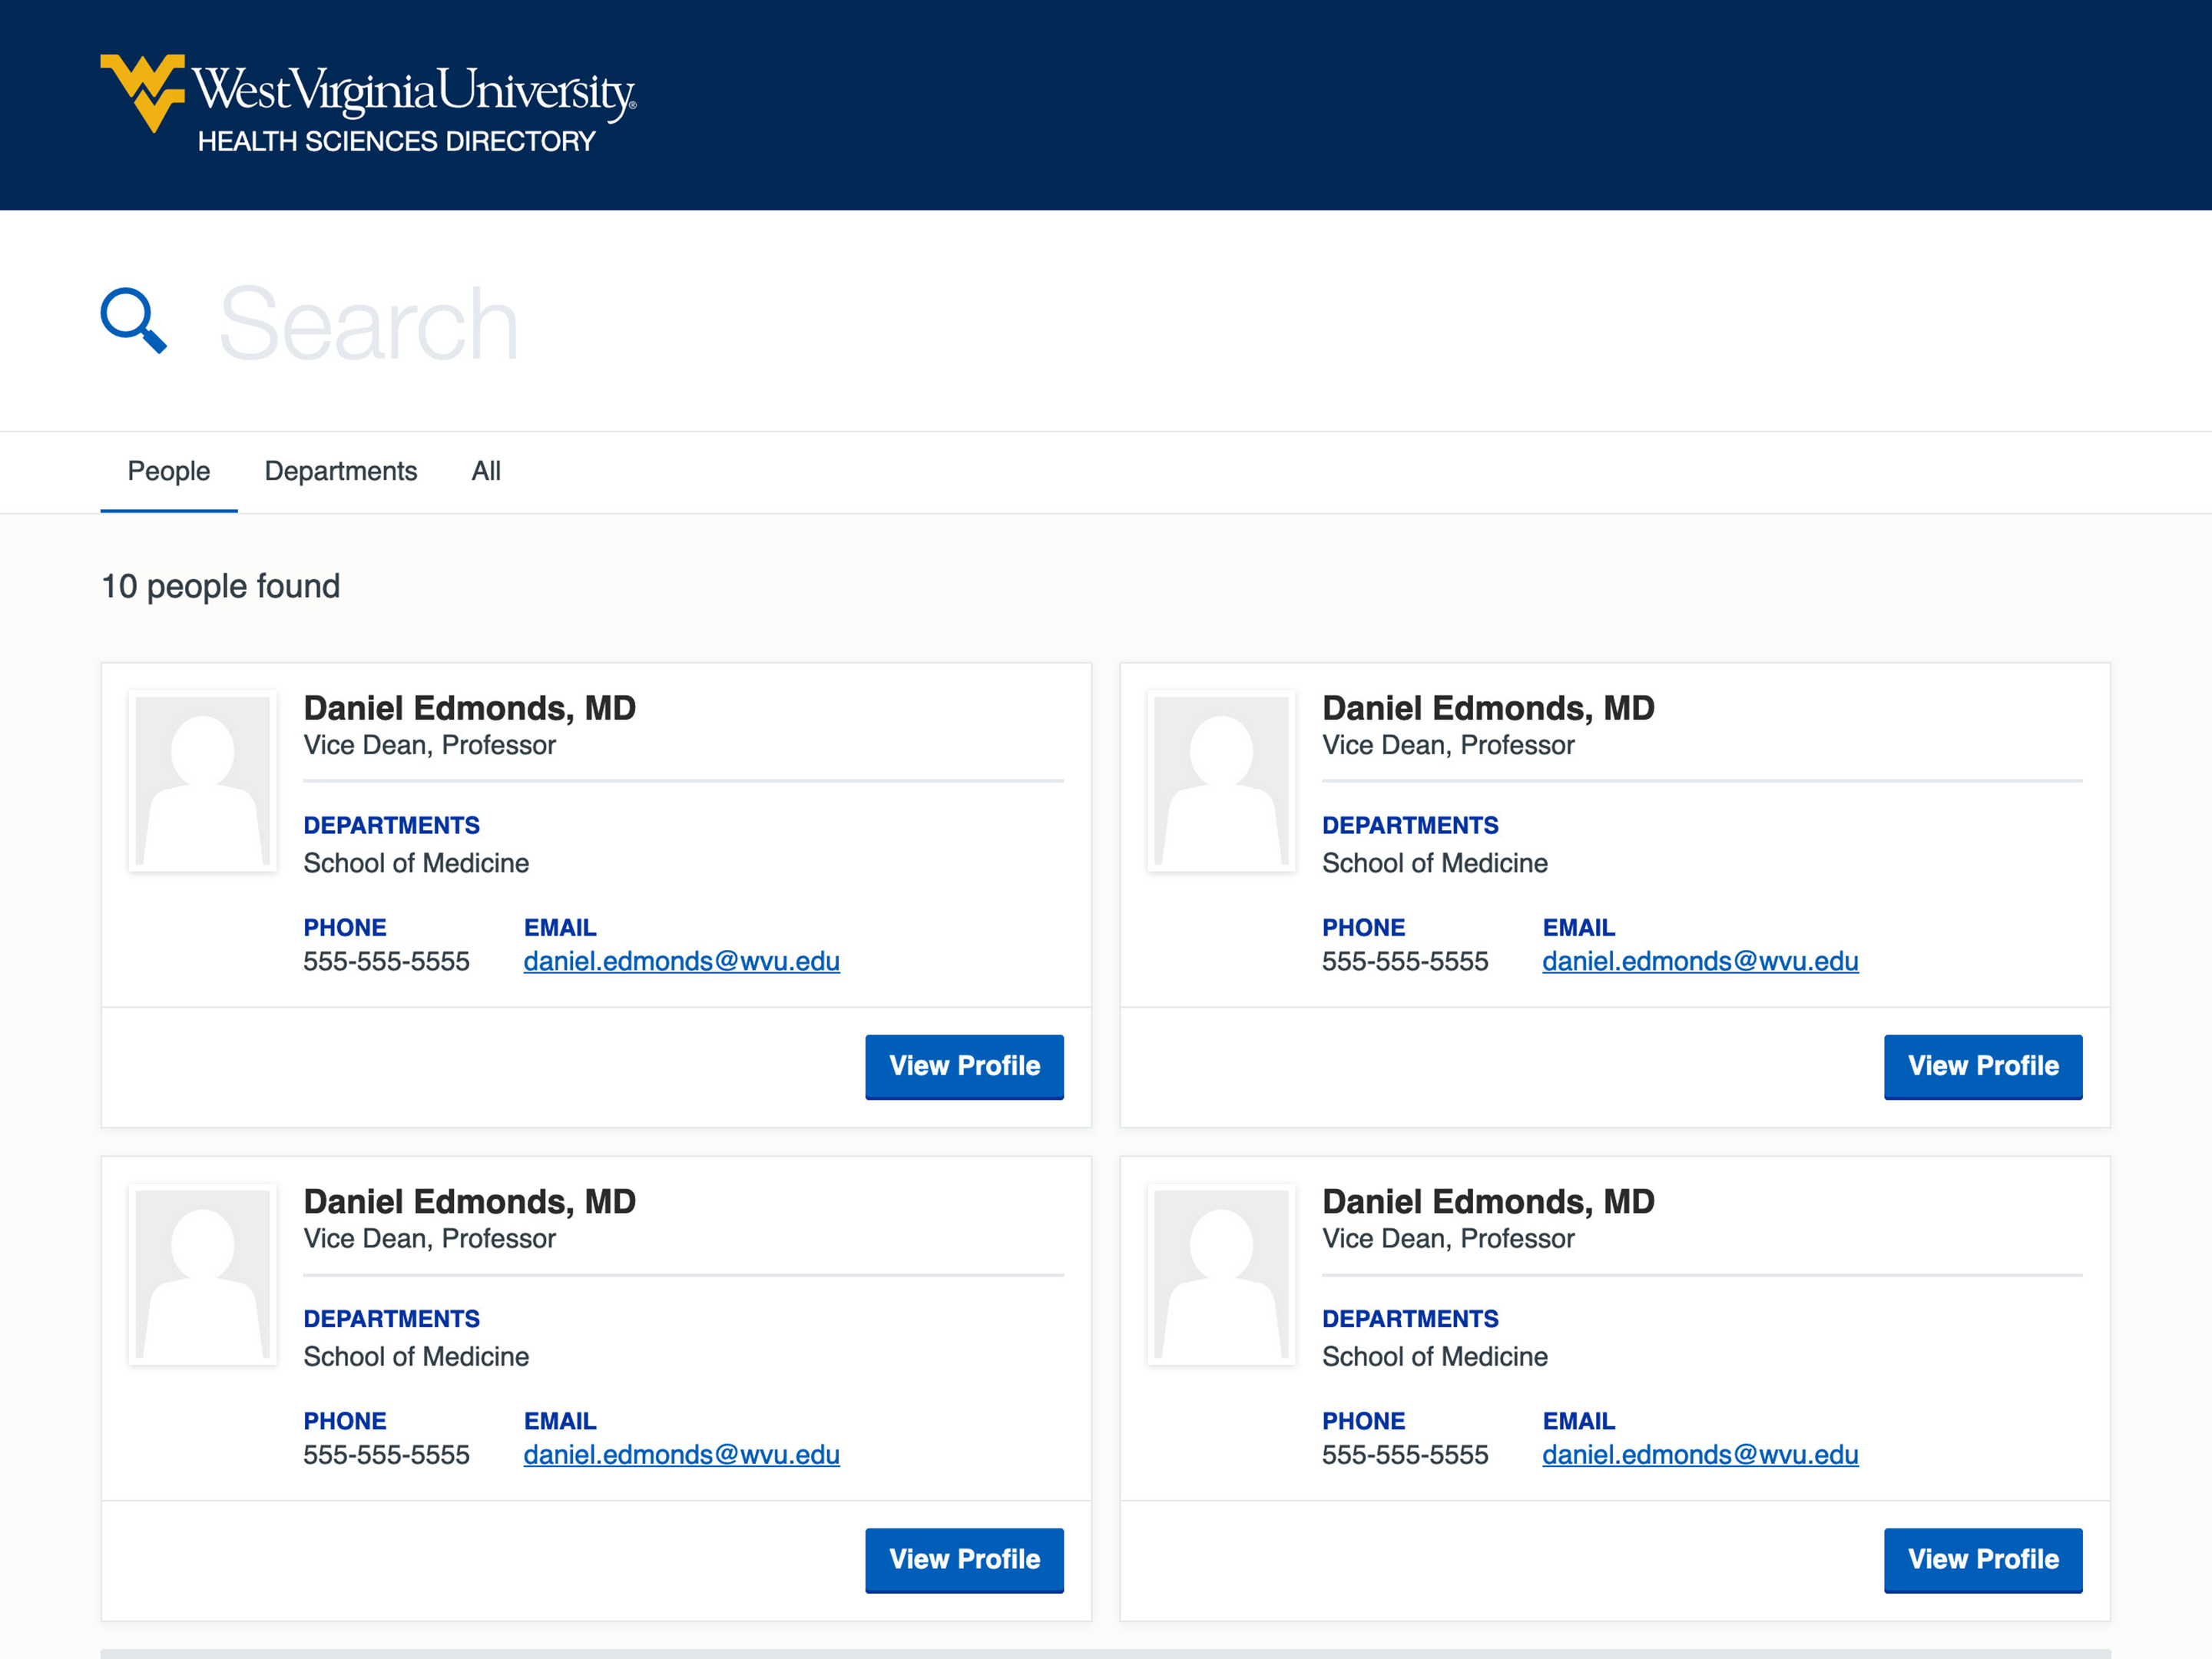 West Virginia University®
HEALTH SCIENCES DIRECTORY
Search
People Departments All
10 people found
Daniel Edmonds, MD
Vice Dean, Professor
DEPARTMENTS
School of Medicine
PHONE EMAIL
555-555-5555 daniel.edmonds@wvu.edu
View Profile
Daniel Edmonds, MD
Vice Dean, Professor
DEPARTMENTS
School of Medicine
PHONE EMAIL
555-555-5555 daniel.edmonds@wvu.edu
View Profile
Daniel Edmonds, MD
Vice Dean, Professor
DEPARTMENTS
School of Medicine
PHONE EMAIL
555-555-5555 daniel.edmonds@wvu.edu
View Profile
Daniel Edmonds, MD
Vice Dean, Professor
DEPARTMENTS
School of Medicine
PHONE EMAIL
555-555-5555 daniel.edmonds@wvu.edu
View Profile